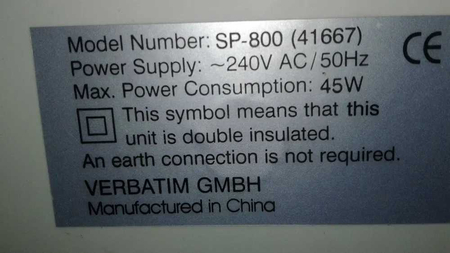 Model Number: SP-800 (41667)
Power Supply: ~240V AC/50Hz
Max. Power Consumption: 45W
This symbol means that this
unit is double insulated.
An earth connection is not required.
VERBATIM GMBH
Manufactured in China
CE